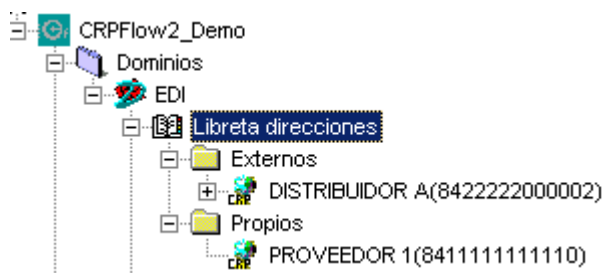 CRPFlow2_Demo
Dominios
EDI
Libreta direcciones
Externos
DISTRIBUIDOR A(8422222000002)
Propios
PROVEEDOR 1(8411111111110)